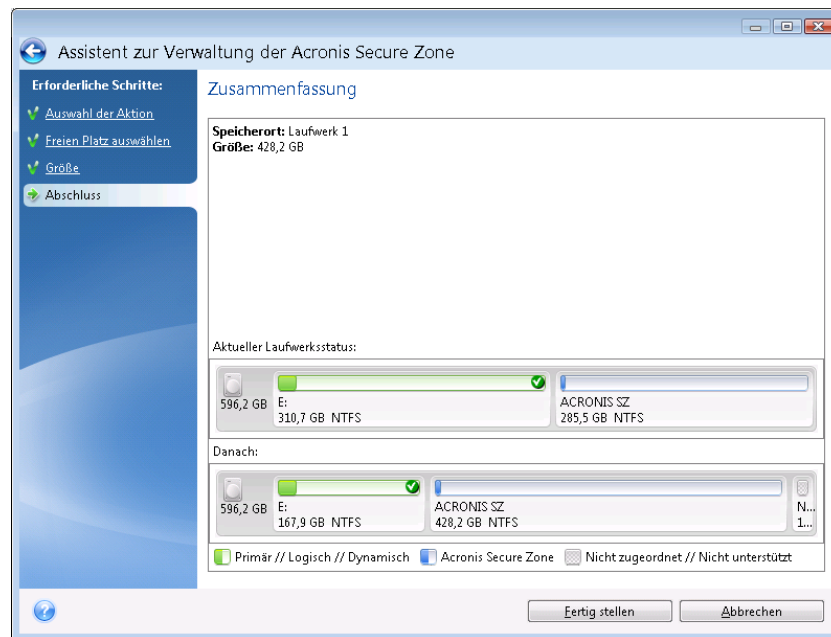 Assistent zur Verwaltung der Acronis Secure Zone
Erforderliche Schritte:
Auswahl der Aktion
Freien Platz auswählen
Größe
Abschluss
Zusammenfassung
Speicherort: Laufwerk 1
Größe: 428,2 GB
Aktueller Laufwerksstatus:
596,2 GB
E:
310,7 GB NTFS
ACRONIS SZ
285,5 GB NTFS
Danach:
596,2 GB
E:
167,9 GB NTFS
ACRONIS SZ
428,2 GB NTFS
N...
1...
Primär // Logisch // Dynamisch
Acronis Secure Zone
Nicht zugeordnet // Nicht unterstützt
?
Fertig stellen
Abbrechen